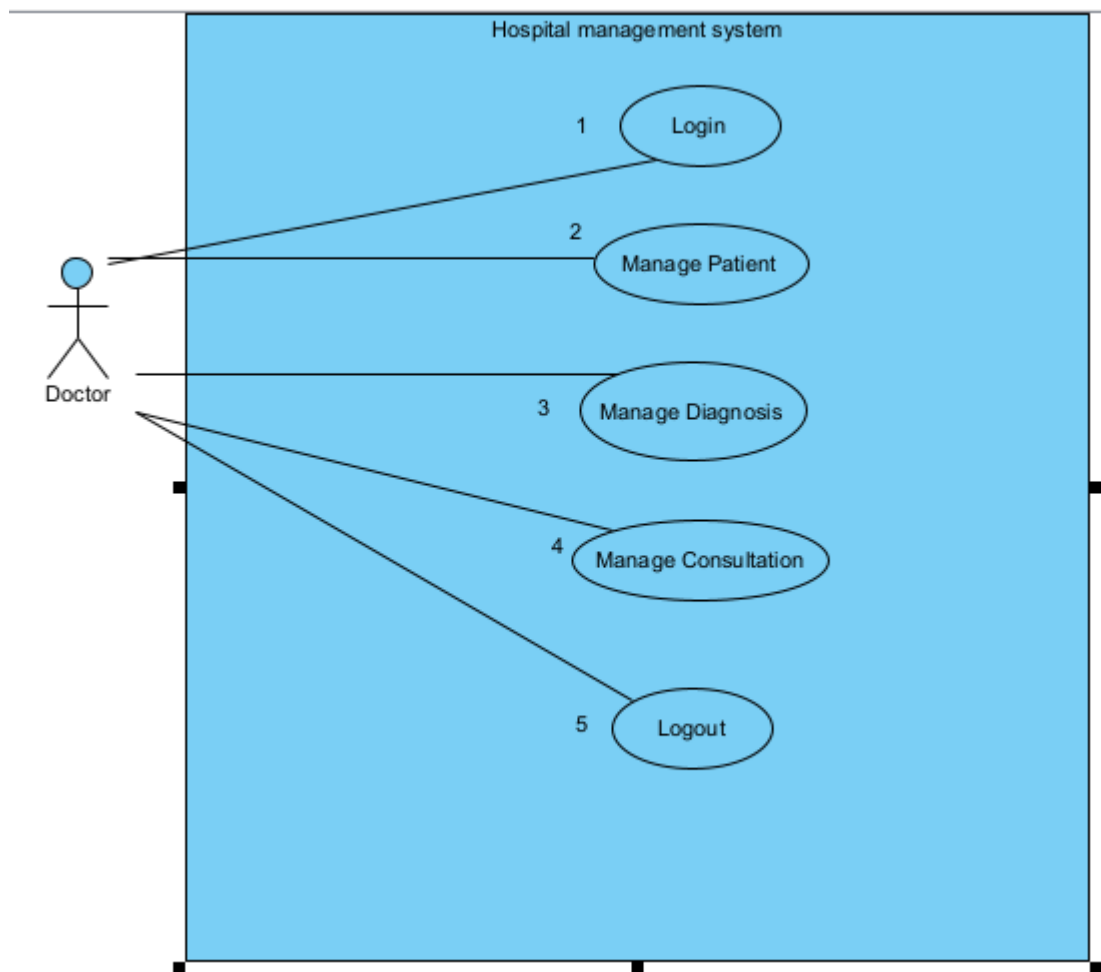 Hospital management system
1
Login
2
Manage Patient
Doctor
3
Manage Diagnosis
4
Manage Consultation
5
Logout